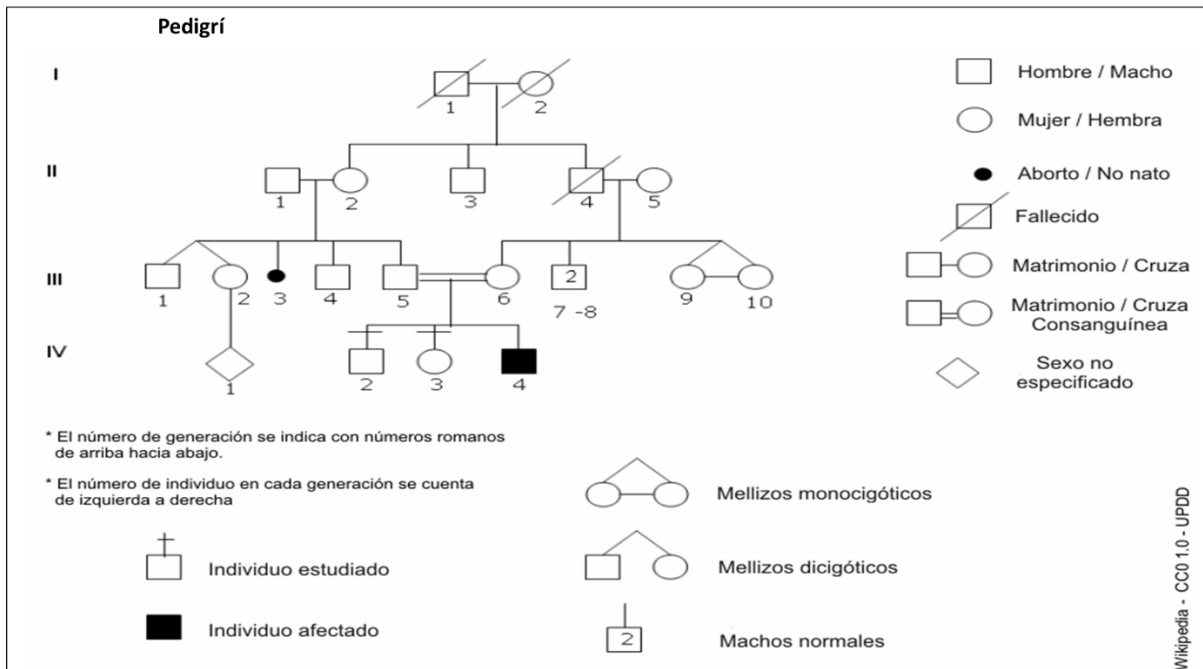 Pedigrí
I
1
2
II
1
2
3
4
5
III
1
2
3
4
5
6
2
7 -8
9
10
IV
1
2
3
4
Hombre / Macho
Mujer / Hembra
Aborto / No nato
Fallecido
Matrimonio / Cruza
Matrimonio / Cruza
Consanguínea
Sexo no
especificado
* El número de generación se indica con números romanos
de arriba hacia abajo.
* El número de individuo en cada generación se cuenta
de izquierda a derecha
Individuo estudiado
Individuo afectado
Mellizos monocigóticos
Mellizos dicigóticos
2
Machos normales
Wikipedia - CC0 1.0 - UPDD